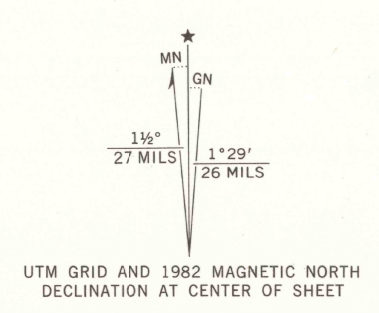 ★
MN
GN
1½°
27 MILS
1°29′
26 MILS
UTM GRID AND 1982 MAGNETIC NORTH
DECLINATION AT CENTER OF SHEET